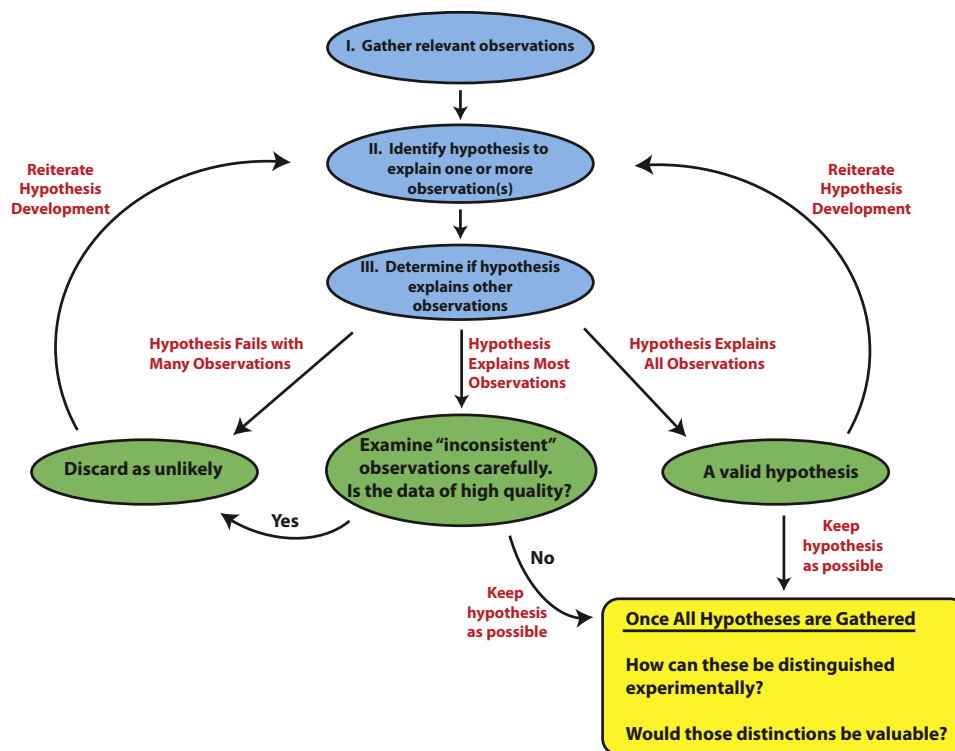 I. Gather relevant observations
II. Identify hypothesis to
explain one or more
observation(s)
Reiterate
Hypothesis
Development
Reiterate
Hypothesis
Development
III. Determine if hypothesis
explains other
observations
Hypothesis Fails with
Many Observations
Hypothesis
Explains Most
Observations
Hypothesis Explains
All Observations
Discard as unlikely
Examine “inconsistent”
observations carefully.
Is the data of high quality?
A valid hypothesis
Yes
No
Keep
hypothesis
as possible
Keep
hypothesis
as possible
Once All Hypotheses are Gathered
How can these be distinguished
experimentally?
Would those distinctions be valuable?